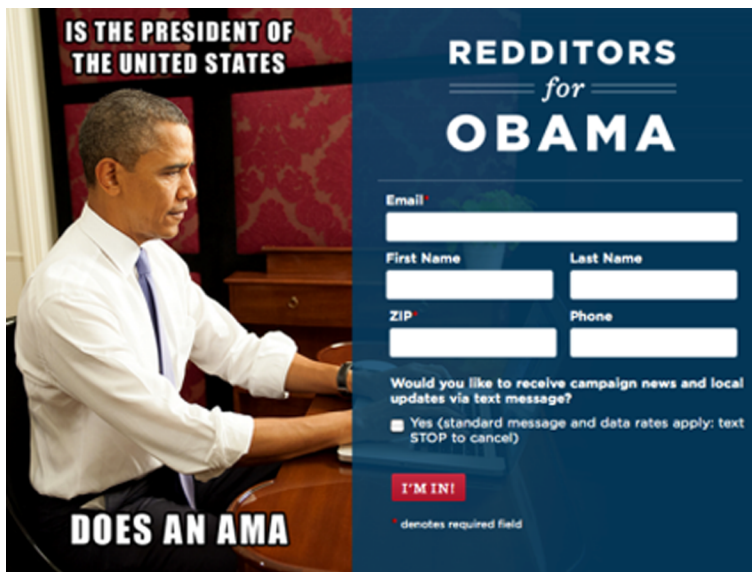 IS THE PRESIDENT OF
THE UNITED STATES
DOES AN AMA
REDDITORS
for
OBAMA
Email*
First Name
Last Name
ZIP*
Phone
Would you like to receive campaign news and local
updates via text message?
Yes (standard message and data rates apply: text
STOP to cancel)
I'M IN!
* denotes required field